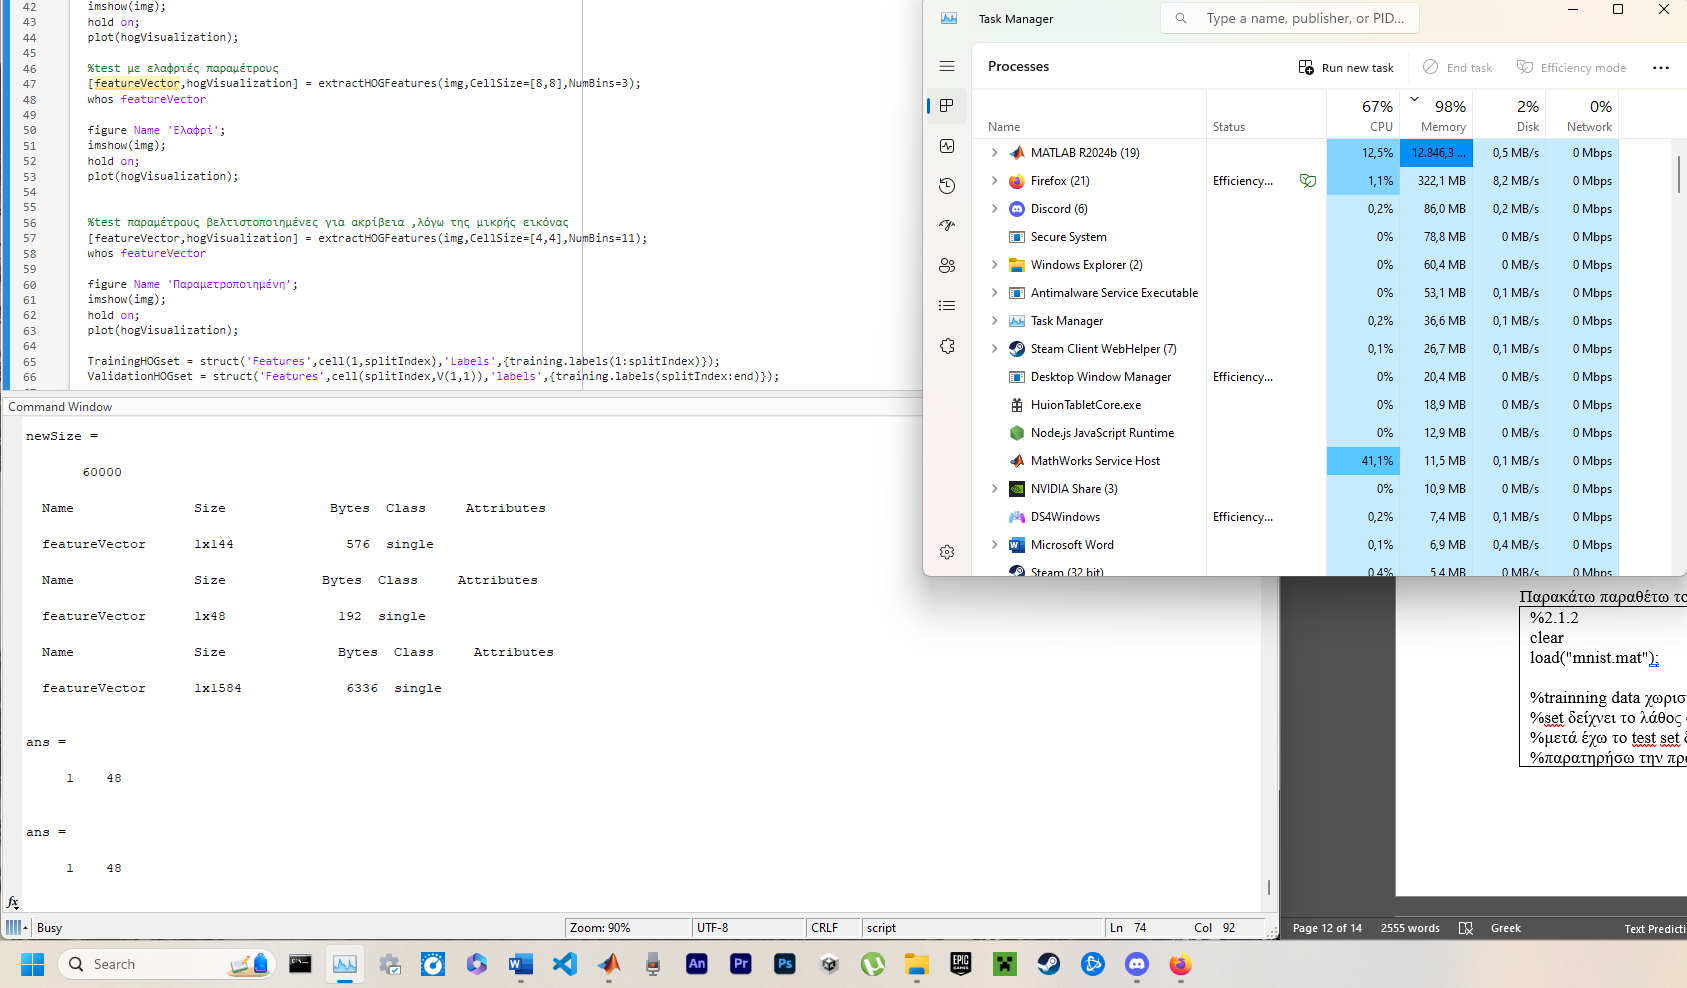 42 imshow(img);
43 hold on;
44 plot(hogVisualization);
45
46 %test με ελαφριές παραμέτρους
47 [featureVector,hogVisualization] = extractHOGFeatures(img,CellSize=[8,8],NumBins=3);
48 whos featureVector
49
50 figure Name 'Ελαφρί';
51 imshow(img);
52 hold on;
53 plot(hogVisualization);
54
55
56 %test παραμέτρους βελτιστοποιημένες για ακρίβεια ,λόγω της μικρής εικόνας
57 [featureVector,hogVisualization] = extractHOGFeatures(img,CellSize=[4,4],NumBins=11);
58 whos featureVector
59
60 figure Name 'Παραμετροποιημένη';
61 imshow(img);
62 hold on;
63 plot(hogVisualization);
64
65 TrainingHOGset = struct('Features',cell(1,splitIndex),'Labels',{training.labels(1:splitIndex)});
66 ValidationHOGset = struct('Features',cell(splitIndex,V(1,1)),'labels',{training.labels(splitIndex:end)});
Command Window
newSize =
60000
Name Size Bytes Class Attributes
featureVector 1x144 576 single
Name Size Bytes Class Attributes
featureVector 1x48 192 single
Name Size Bytes Class Attributes
featureVector 1x1584 6336 single
ans =
1 48
ans =
1 48
fx
Busy
Zoom: 90% UTF-8 CRLF script Ln 74 Col 92
Task Manager
Type a name, publisher, or PID...
Processes
Run new task End task Efficiency mode
67% 98% 2% 0%
Name Status CPU Memory Disk Network
MATLAB R2024b (19) 12,5% 12.846,3 ... 0,5 MB/s 0 Mbps
Firefox (21) Efficiency... 1,1% 322,1 MB 8,2 MB/s 0 Mbps
Discord (6) 0,2% 86,0 MB 0,2 MB/s 0 Mbps
Secure System 0% 78,8 MB 0 MB/s 0 Mbps
Windows Explorer (2) 0% 60,4 MB 0 MB/s 0 Mbps
Antimalware Service Executable 0% 53,1 MB 0,1 MB/s 0 Mbps
Task Manager 0,2% 36,6 MB 0,1 MB/s 0 Mbps
Steam Client WebHelper (7) 0,1% 26,7 MB 0,1 MB/s 0 Mbps
Desktop Window Manager Efficiency... 0% 20,4 MB 0 MB/s 0 Mbps
HuionTabletCore.exe 0% 18,9 MB 0 MB/s 0 Mbps
Node.js JavaScript Runtime 0% 12,9 MB 0 MB/s 0 Mbps
MathWorks Service Host 41,1% 11,5 MB 0,1 MB/s 0 Mbps
NVIDIA Share (3) 0% 10,9 MB 0 MB/s 0 Mbps
DS4Windows Efficiency... 0,2% 7,4 MB 0,1 MB/s 0 Mbps
Microsoft Word 0,1% 6,9 MB 0,4 MB/s 0 Mbps
Steam (32 bit) 0,4% 5,4 MB 0 MB/s 0 Mbps
Παρακάτω παραθέτω το
%2.1.2
clear
load("mnist.mat");
%trainning data χωρισ
%set δείχνει το λάθος
%μετά έχω το test set
%παρατηρήσω την πρ
Page 12 of 14 2555 words Greek Text Predicti
Search
An Pr Ps
EPIC GAMES